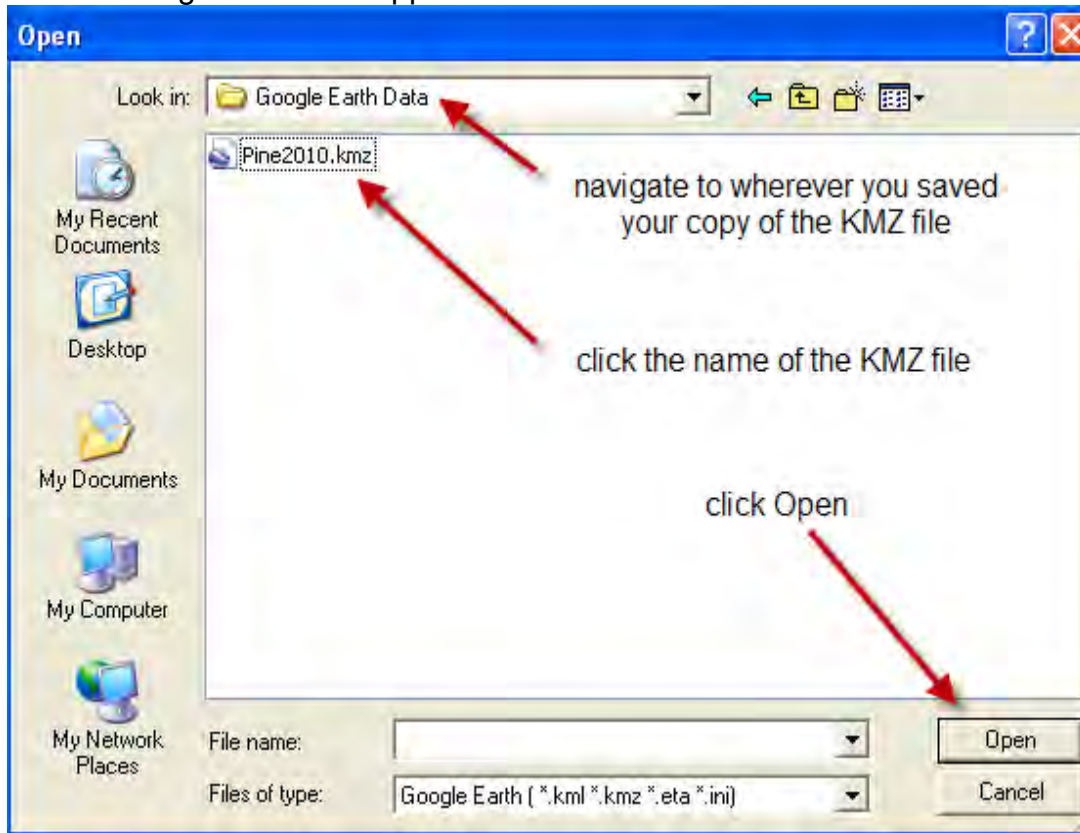 Open
Look in: Google Earth Data
Pine2010.kmz
navigate to wherever you saved
your copy of the KMZ file
My Recent
Documents
click the name of the KMZ file
Desktop
My Documents
click Open
My Computer
My Network
Places
File name:
Open
Files of type: Google Earth ( *.kml *.kmz *.eta *.ini)
Cancel